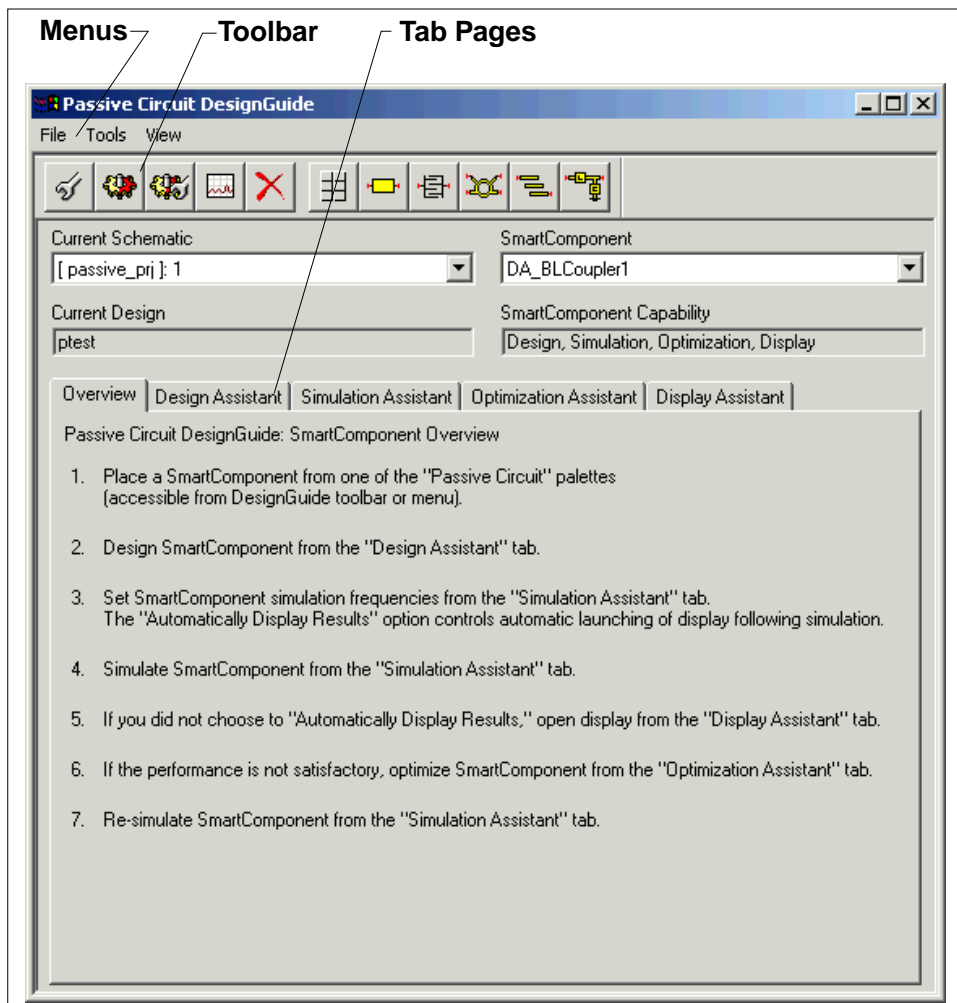 Menus Toolbar Tab Pages
Passive Circuit DesignGuide
File Tools View
Current Schematic SmartComponent
[ passive_prj ]: 1 DA_BLCoupler1
Current Design SmartComponent Capability
ptest Design, Simulation, Optimization, Display
Overview Design Assistant Simulation Assistant Optimization Assistant Display Assistant
Passive Circuit DesignGuide: SmartComponent Overview
1. Place a SmartComponent from one of the "Passive Circuit" palettes
(accessible from DesignGuide toolbar or menu).
2. Design SmartComponent from the "Design Assistant" tab.
3. Set SmartComponent simulation frequencies from the "Simulation Assistant" tab.
The "Automatically Display Results" option controls automatic launching of display following simulation.
4. Simulate SmartComponent from the "Simulation Assistant" tab.
5. If you did not choose to "Automatically Display Results," open display from the "Display Assistant" tab.
6. If the performance is not satisfactory, optimize SmartComponent from the "Optimization Assistant" tab.
7. Re-simulate SmartComponent from the "Simulation Assistant" tab.